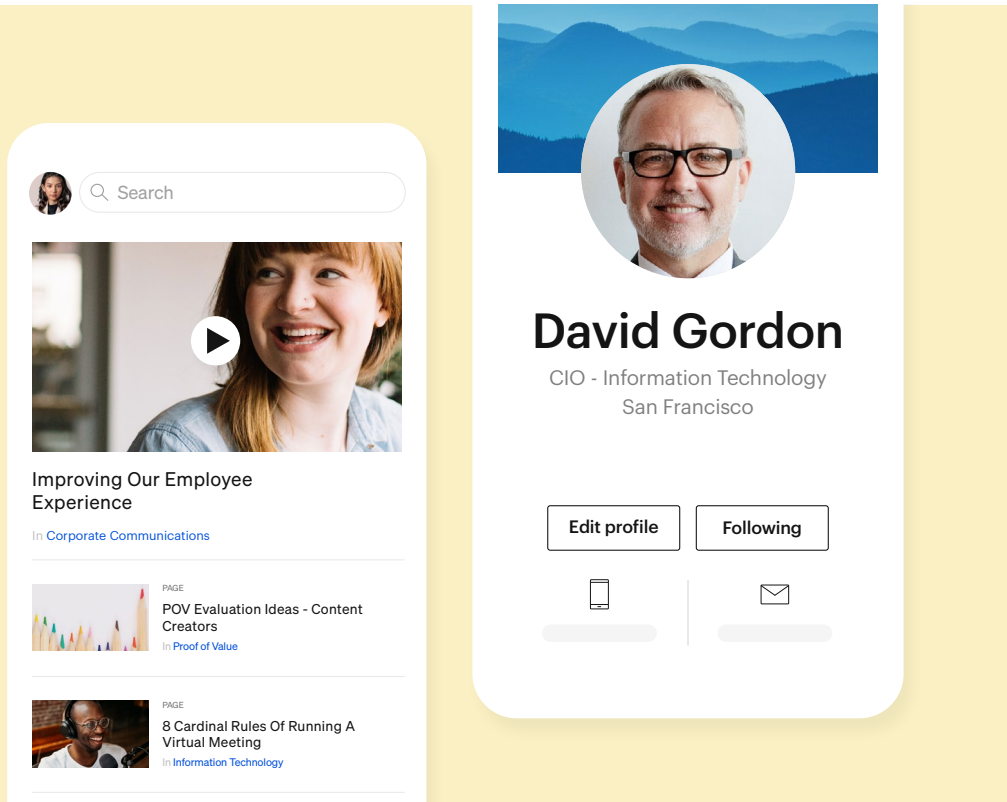 Search
Improving Our Employee
Experience
In Corporate Communications
PAGE
POV Evaluation Ideas - Content
Creators
In Proof of Value
PAGE
8 Cardinal Rules Of Running A
Virtual Meeting
In Information Technology
David Gordon
CIO - Information Technology
San Francisco
Edit profile
Following